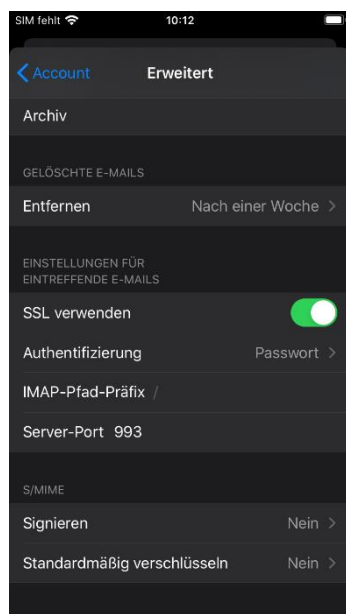 SIM fehlt 10:12
Account Erweitert
Archiv
GELÖSCHTE E-MAILS
Entfernen Nach einer Woche
EINSTELLUNGEN FÜR
EINTREFFENDE E-MAILS
SSL verwenden
Authentifizierung Passwort
IMAP-Pfad-Präfix /
Server-Port 993
S/MIME
Signieren Nein
Standardmäßig verschlüsseln Nein